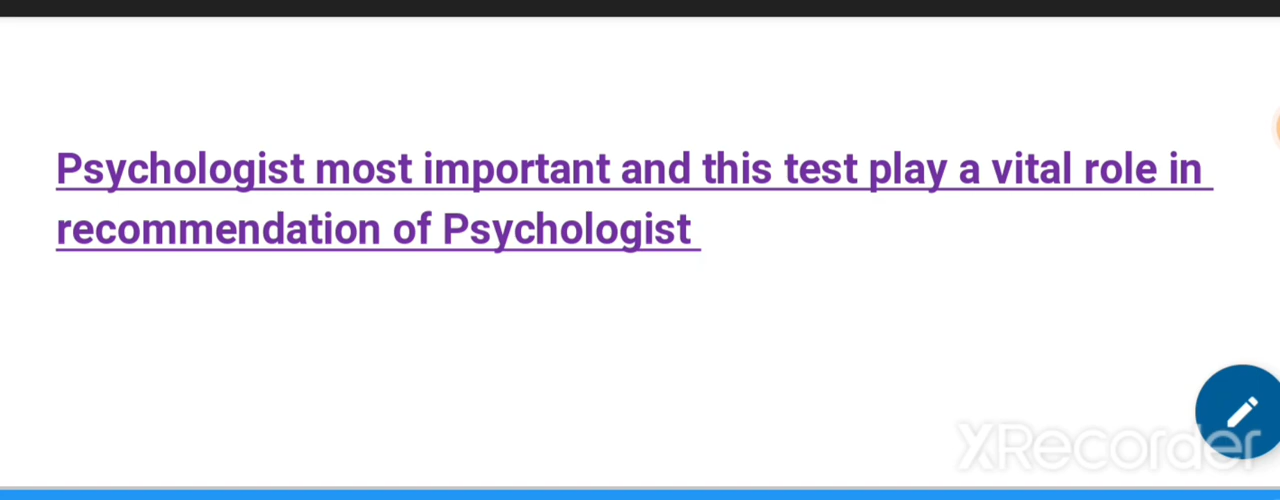 Psychologist most important and this test play a vital role in
recommendation of Psychologist
XRecorder